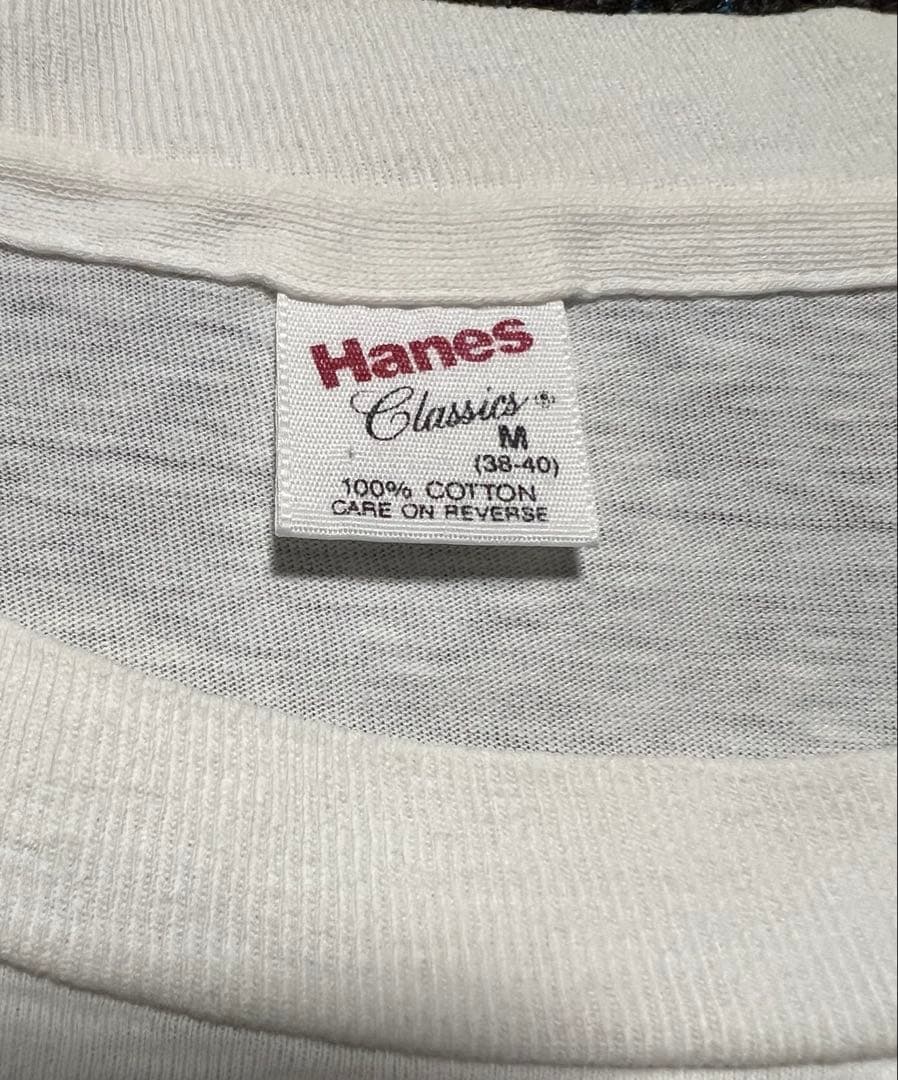 Hanes
Classics®
M
(38-40)
100% COTTON
CARE ON REVERSE